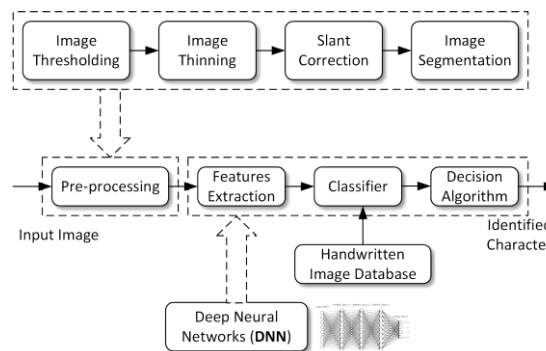 Image
Thresholding
Image
Thinning
Slant
Correction
Image
Segmentation
Pre-processing
Features
Extraction
Classifier
Decision
Algorithm
Input Image
Identified
Handwritten
Image Database
Deep Neural
Networks (DNN)